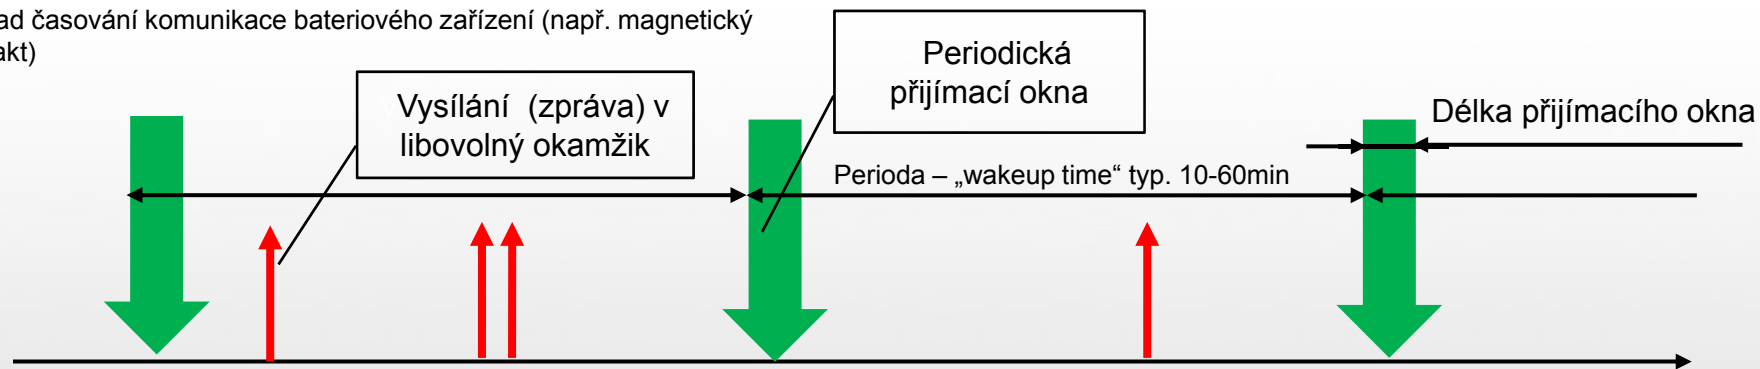 ad časování komunikace bateriového zařízení (např. magnetický
akt)
Periodická
přijímací okna
Vysílání (zpráva) v
libovolný okamžik
Délka přijímacího okna
Perioda – „wakeup time“ typ. 10-60min